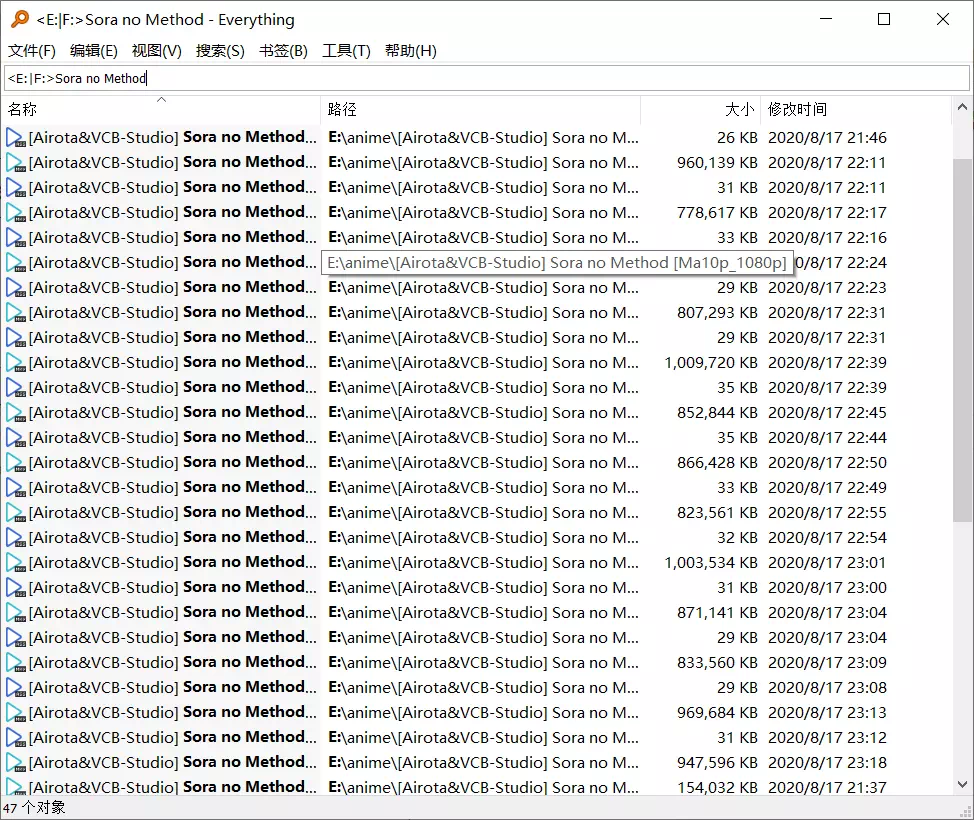 <E:|F:>Sora no Method - Everything
文件(F) 编辑(E) 视图(V) 搜索(S) 书签(B) 工具(T) 帮助(H)
<E:|F:>Sora no Method
名称 路径 大小 修改时间
[Airota&VCB-Studio] Sora no Method... E:\anime\[Airota&VCB-Studio] Sora no M... 26 KB 2020/8/17 21:46
[Airota&VCB-Studio] Sora no Method... E:\anime\[Airota&VCB-Studio] Sora no M... 960,139 KB 2020/8/17 22:11
[Airota&VCB-Studio] Sora no Method... E:\anime\[Airota&VCB-Studio] Sora no M... 31 KB 2020/8/17 22:11
[Airota&VCB-Studio] Sora no Method... E:\anime\[Airota&VCB-Studio] Sora no M... 778,617 KB 2020/8/17 22:17
[Airota&VCB-Studio] Sora no Method... E:\anime\[Airota&VCB-Studio] Sora no M... 33 KB 2020/8/17 22:16
[Airota&VCB-Studio] Sora no Method... E:\anime\[Airota&VCB-Studio] Sora no Method [Ma10p_1080p] 0/8/17 22:24
[Airota&VCB-Studio] Sora no Method... E:\anime\[Airota&VCB-Studio] Sora no M... 29 KB 2020/8/17 22:23
[Airota&VCB-Studio] Sora no Method... E:\anime\[Airota&VCB-Studio] Sora no M... 807,293 KB 2020/8/17 22:31
[Airota&VCB-Studio] Sora no Method... E:\anime\[Airota&VCB-Studio] Sora no M... 29 KB 2020/8/17 22:31
[Airota&VCB-Studio] Sora no Method... E:\anime\[Airota&VCB-Studio] Sora no M... 1,009,720 KB 2020/8/17 22:39
[Airota&VCB-Studio] Sora no Method... E:\anime\[Airota&VCB-Studio] Sora no M... 35 KB 2020/8/17 22:39
[Airota&VCB-Studio] Sora no Method... E:\anime\[Airota&VCB-Studio] Sora no M... 852,844 KB 2020/8/17 22:45
[Airota&VCB-Studio] Sora no Method... E:\anime\[Airota&VCB-Studio] Sora no M... 35 KB 2020/8/17 22:44
[Airota&VCB-Studio] Sora no Method... E:\anime\[Airota&VCB-Studio] Sora no M... 866,428 KB 2020/8/17 22:50
[Airota&VCB-Studio] Sora no Method... E:\anime\[Airota&VCB-Studio] Sora no M... 33 KB 2020/8/17 22:49
[Airota&VCB-Studio] Sora no Method... E:\anime\[Airota&VCB-Studio] Sora no M... 823,561 KB 2020/8/17 22:55
[Airota&VCB-Studio] Sora no Method... E:\anime\[Airota&VCB-Studio] Sora no M... 32 KB 2020/8/17 22:54
[Airota&VCB-Studio] Sora no Method... E:\anime\[Airota&VCB-Studio] Sora no M... 1,003,534 KB 2020/8/17 23:01
[Airota&VCB-Studio] Sora no Method... E:\anime\[Airota&VCB-Studio] Sora no M... 31 KB 2020/8/17 23:00
[Airota&VCB-Studio] Sora no Method... E:\anime\[Airota&VCB-Studio] Sora no M... 871,141 KB 2020/8/17 23:04
[Airota&VCB-Studio] Sora no Method... E:\anime\[Airota&VCB-Studio] Sora no M... 29 KB 2020/8/17 23:04
[Airota&VCB-Studio] Sora no Method... E:\anime\[Airota&VCB-Studio] Sora no M... 833,560 KB 2020/8/17 23:09
[Airota&VCB-Studio] Sora no Method... E:\anime\[Airota&VCB-Studio] Sora no M... 29 KB 2020/8/17 23:08
[Airota&VCB-Studio] Sora no Method... E:\anime\[Airota&VCB-Studio] Sora no M... 969,684 KB 2020/8/17 23:13
[Airota&VCB-Studio] Sora no Method... E:\anime\[Airota&VCB-Studio] Sora no M... 31 KB 2020/8/17 23:12
[Airota&VCB-Studio] Sora no Method... E:\anime\[Airota&VCB-Studio] Sora no M... 947,596 KB 2020/8/17 23:18
[Airota&VCB-Studio] Sora no Method... E:\anime\[Airota&VCB-Studio] Sora no M... 154,032 KB 2020/8/17 21:37
47 个对象